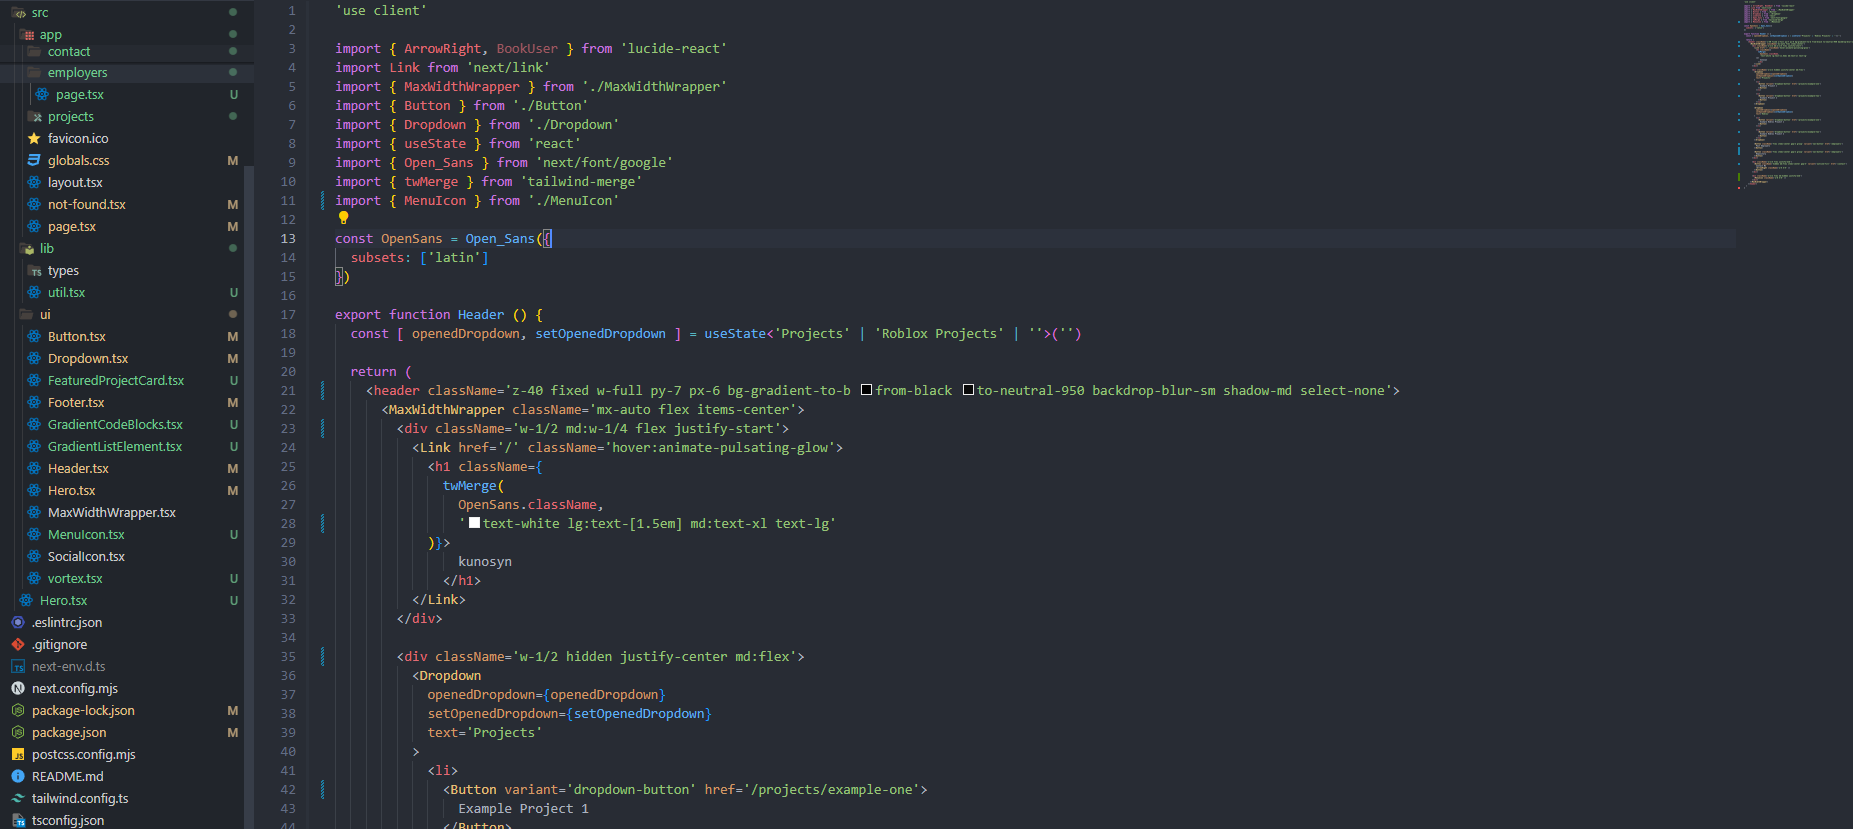 src
app
contact
employers
page.tsx U
projects
favicon.ico
globals.css M
layout.tsx
not-found.tsx M
page.tsx M
lib
types
util.tsx U
ui
Button.tsx M
Dropdown.tsx M
FeaturedProjectCard.tsx U
Footer.tsx M
GradientCodeBlocks.tsx U
GradientListElement.tsx U
Header.tsx M
Hero.tsx M
MaxWidthWrapper.tsx
MenuIcon.tsx U
SocialIcon.tsx
vortex.tsx U
Hero.tsx U
.eslintrc.json
.gitignore
next-env.d.ts
next.config.mjs
package-lock.json M
package.json M
postcss.config.mjs
README.md
tailwind.config.ts
tsconfig.json
1 'use client'
2
3 import { ArrowRight, BookUser } from 'lucide-react'
4 import Link from 'next/link'
5 import { MaxWidthWrapper } from './MaxWidthWrapper'
6 import { Button } from './Button'
7 import { Dropdown } from './Dropdown'
8 import { useState } from 'react'
9 import { Open_Sans } from 'next/font/google'
10 import { twMerge } from 'tailwind-merge'
11 import { MenuIcon } from './MenuIcon'
12
13 const OpenSans = Open_Sans({
14 subsets: ['latin']
15 })
16
17 export function Header () {
18 const [ openedDropdown, setOpenedDropdown ] = useState<'Projects' | 'Roblox Projects' | ''>('')
19
20 return (
21 <header className='z-40 fixed w-full py-7 px-6 bg-gradient-to-b from-black to-neutral-950 backdrop-blur-sm shadow-md select-none'>
22 <MaxWidthWrapper className='mx-auto flex items-center'>
23 <div className='w-1/2 md:w-1/4 flex justify-start'>
24 <Link href='/' className='hover:animate-pulsating-glow'>
25 <h1 className={
26 twMerge(
27 OpenSans.className,
28 'text-white lg:text-[1.5em] md:text-xl text-lg'
29 )}>
30 kunosyn
31 </h1>
32 </Link>
33 </div>
34
35 <div className='w-1/2 hidden justify-center md:flex'>
36 <Dropdown
37 openedDropdown={openedDropdown}
38 setOpenedDropdown={setOpenedDropdown}
39 text='Projects'
40 >
41 <li>
42 <Button variant='dropdown-button' href='/projects/example-one'>
43 Example Project 1
44 </Button>